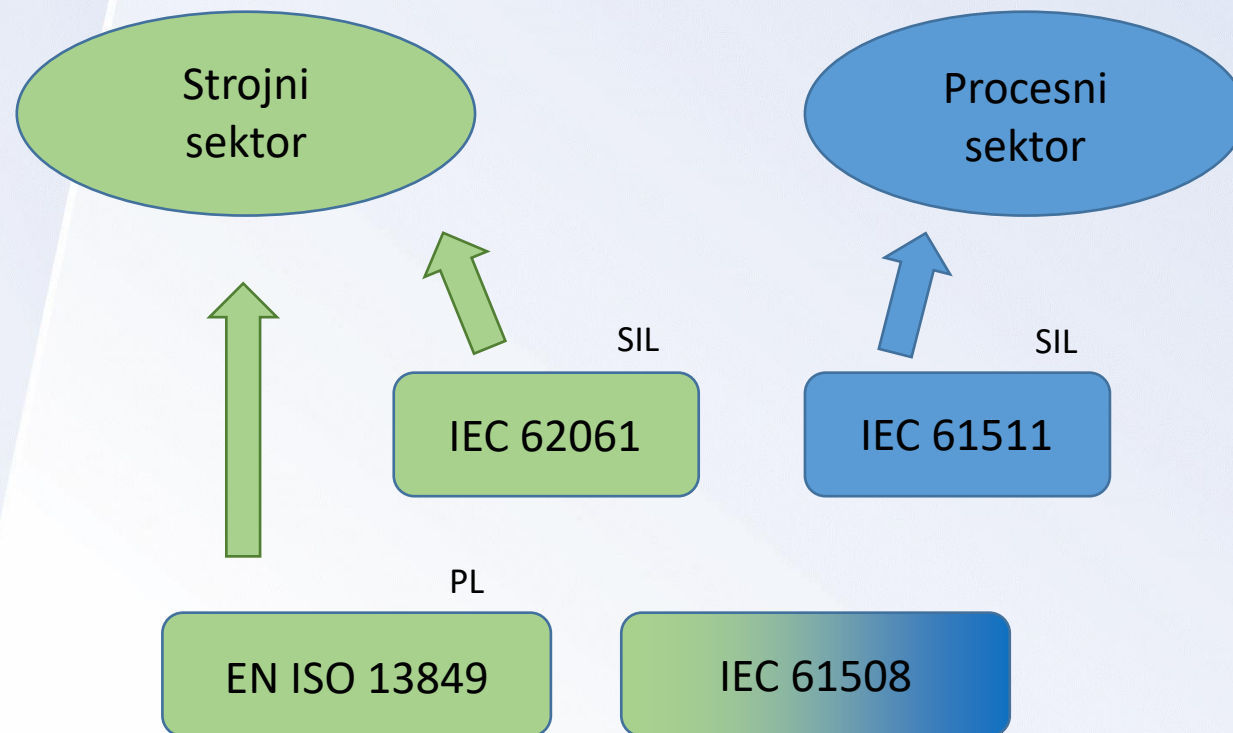 Strojni
sektor
Procesni
sektor
SIL
SIL
IEC 62061
IEC 61511
PL
EN ISO 13849
IEC 61508